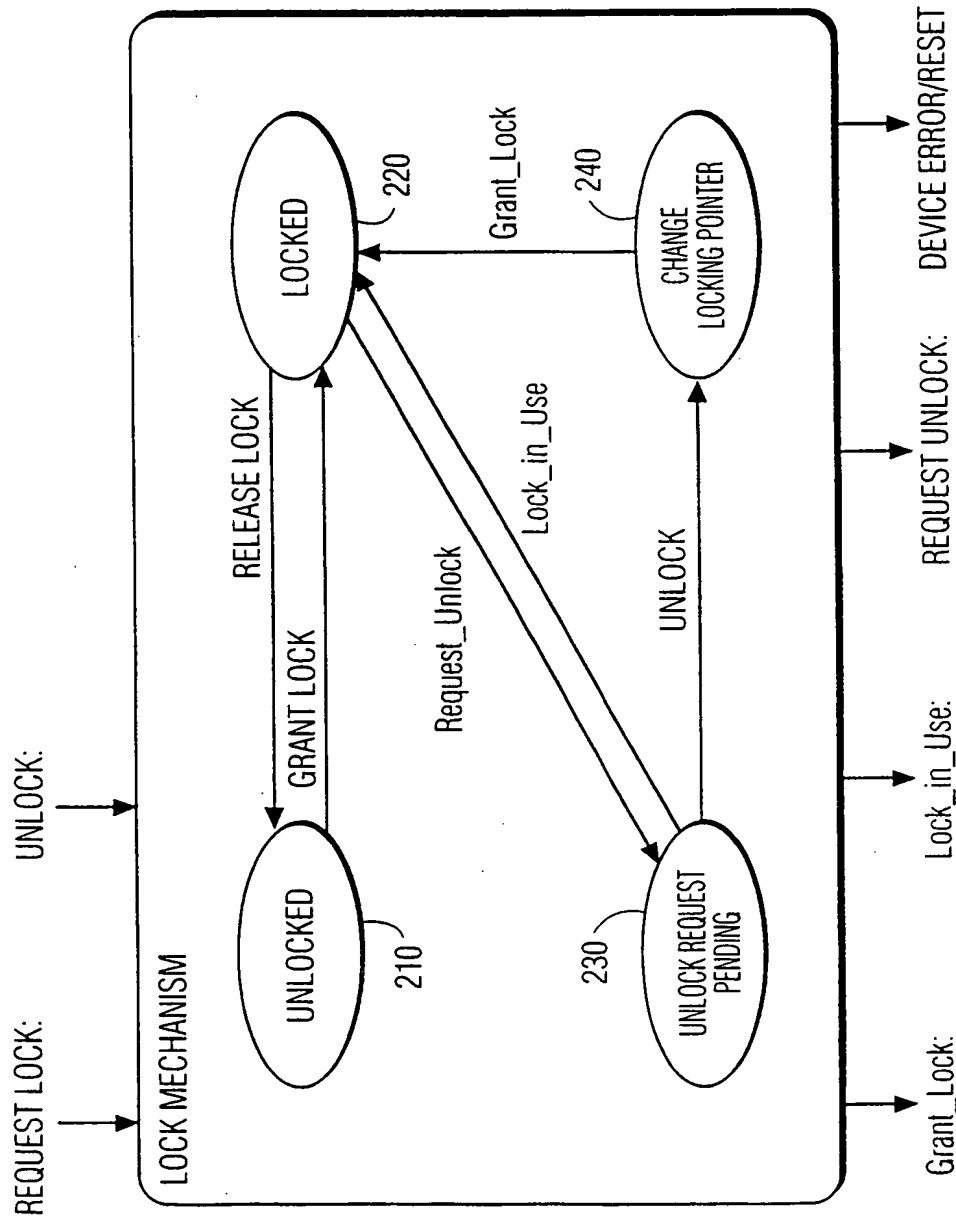 REQUEST LOCK:
UNLOCK:
LOCK MECHANISM
UNLOCKED
210
RELEASE LOCK
GRANT LOCK
LOCKED
220
Request_Unlock
Lock_in_Use
Grant_Lock
230
UNLOCK REQUEST
PENDING
UNLOCK
240
CHANGE
LOCKING POINTER
Grant_Lock:
Lock_in_Use:
REQUEST UNLOCK:
DEVICE ERROR/RESET